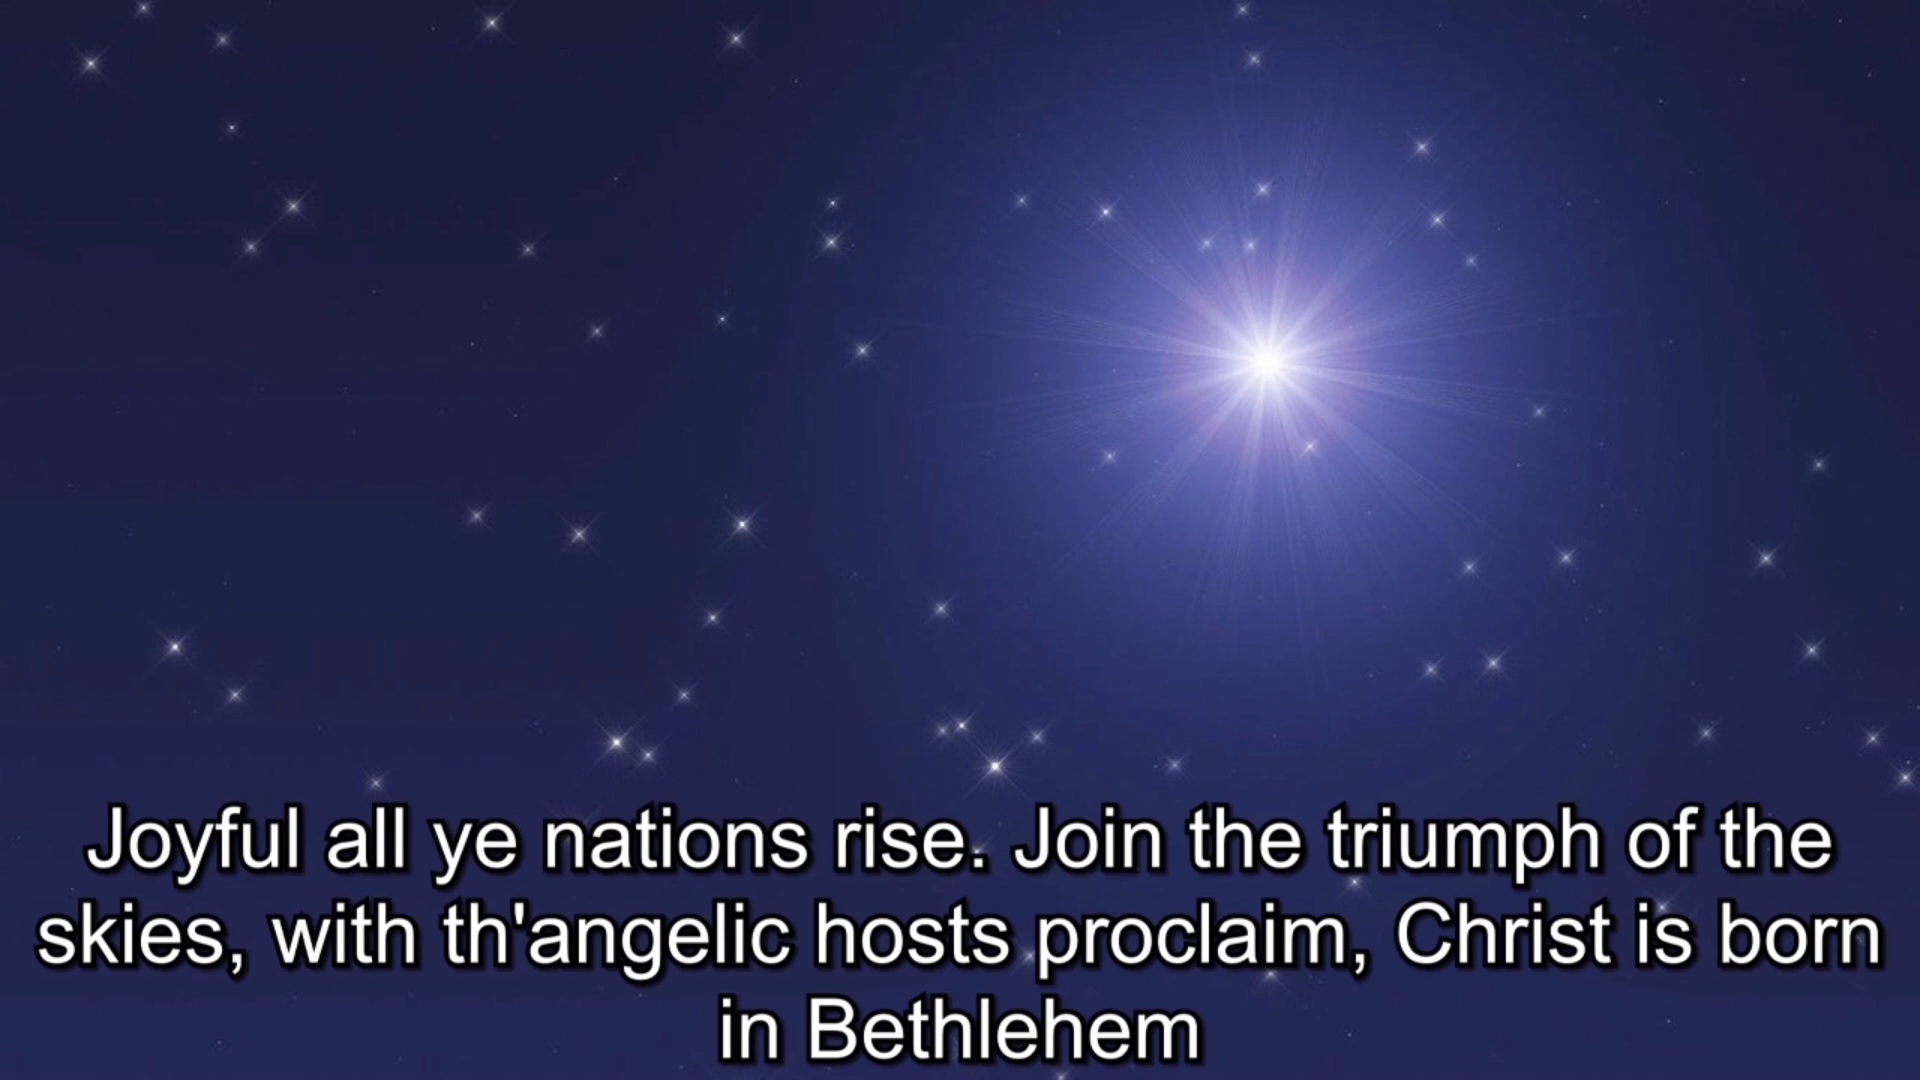 Joyful all ye nations rise. Join the triumph of the
skies, with th'angelic hosts proclaim, Christ is born
in Bethlehem